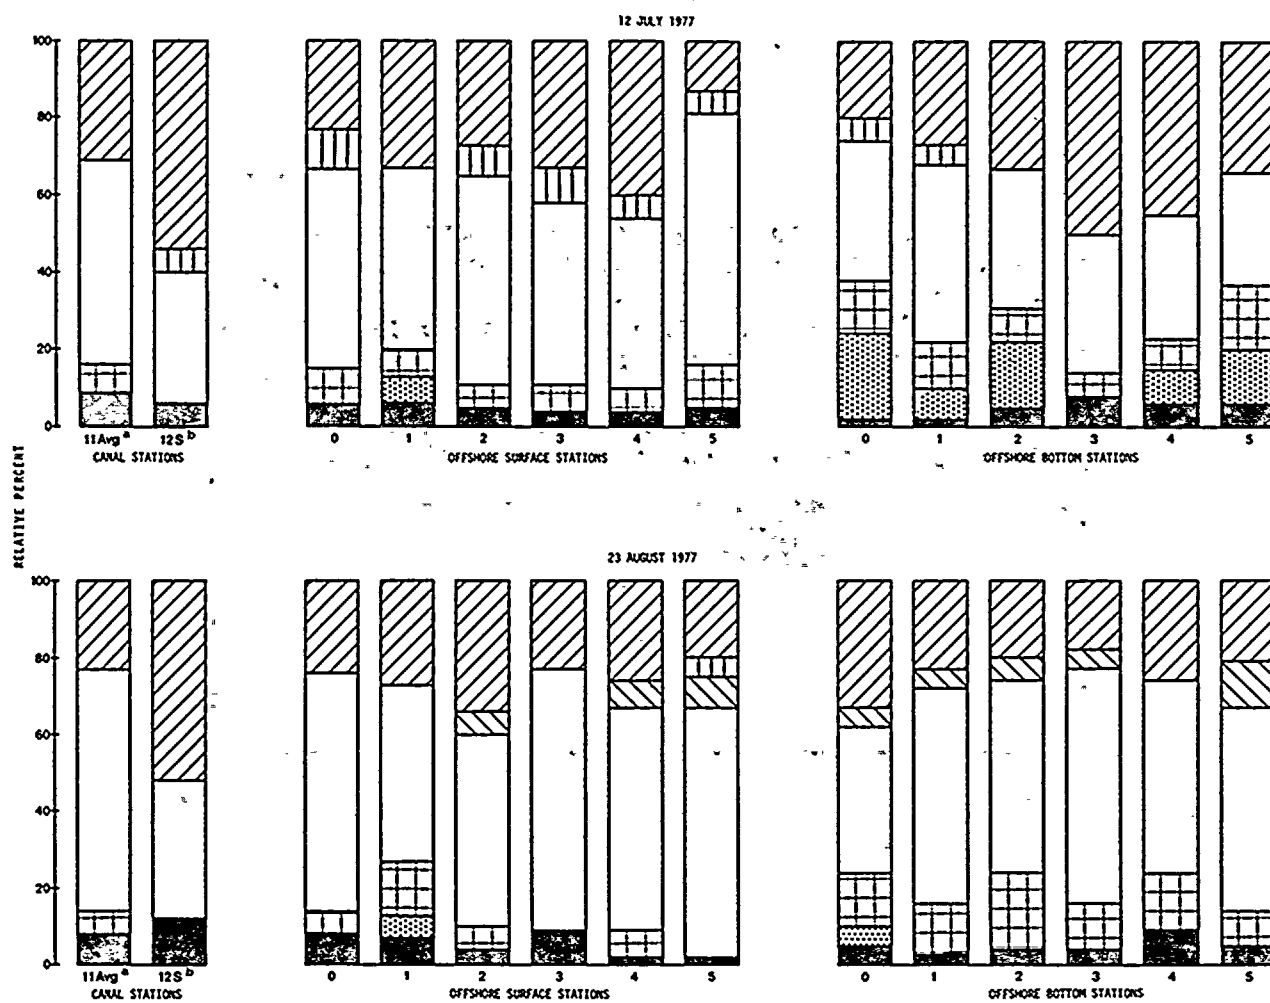 12 JULY 1977
100
80
60
40
20
0
11Avg a 12S b 0 1 2 3 4 5 0 1 2 3 4 5
CANAL STATIONS OFFSHORE SURFACE STATIONS OFFSHORE BOTTOM STATIONS
RELATIVE PERCENT
23 AUGUST 1977
100
80
60
40
20
0
11Avg a 12S b 0 1 2 3 4 5 0 1 2 3 4 5
CANAL STATIONS OFFSHORE SURFACE STATIONS OFFSHORE BOTTOM STATIONS